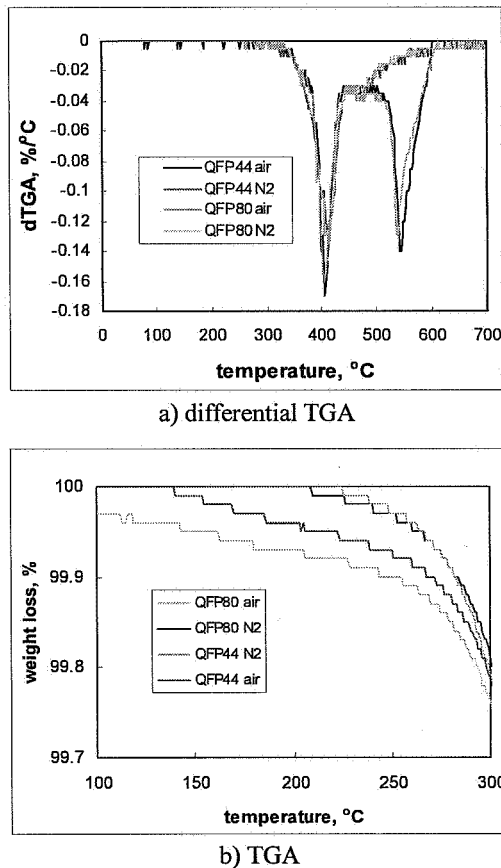 0
-0.02
-0.04
-0.06
-0.08
-0.1
-0.12
-0.14
-0.16
-0.18
dTGA, %/°C
QFP44 air
QFP44 N2
QFP80 air
QFP80 N2
0 100 200 300 400 500 600 700
temperature, °C
a) differential TGA
100
99.9
99.8
99.7
weight loss, %
QFP80 air
QFP80 N2
QFP44 N2
QFP44 air
100 150 200 250 300
temperature, °C
b) TGA